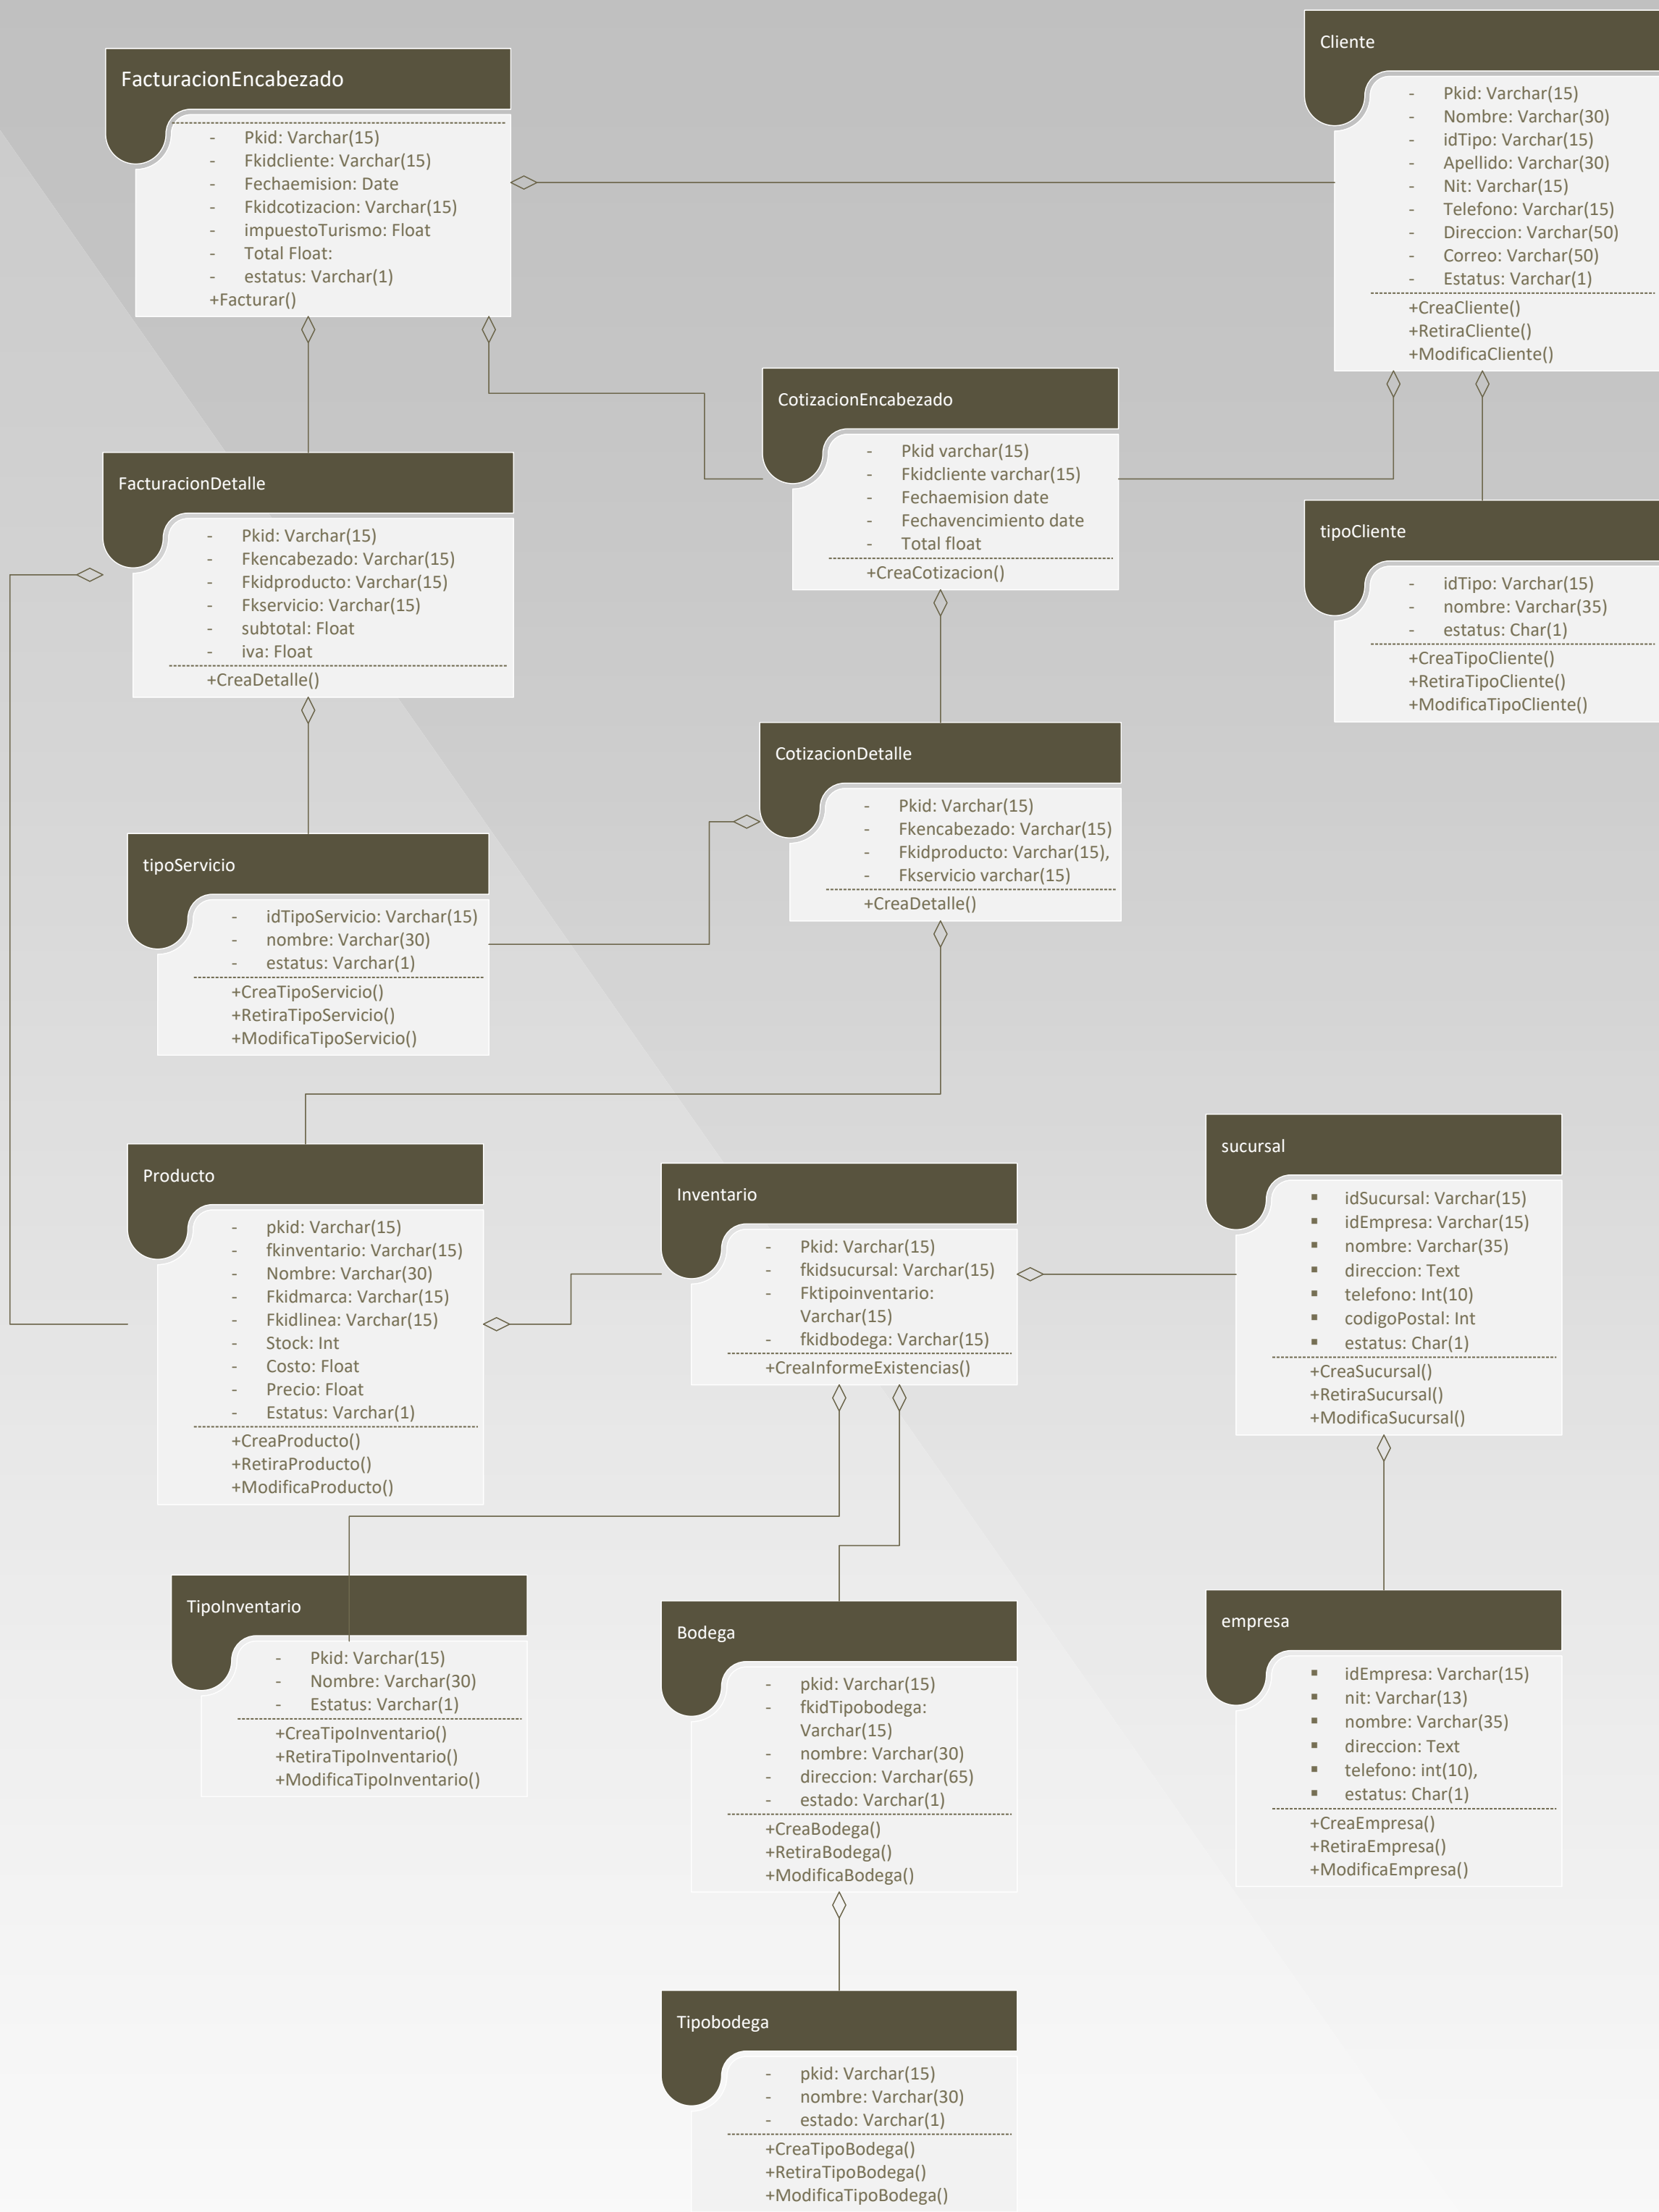 FacturacionEncabezado
- Pkid: Varchar(15)
- Fkidcliente: Varchar(15)
- Fechaemision: Date
- Fkidcotizacion: Varchar(15)
- impuestoTurismo: Float
- Total Float:
- estatus: Varchar(1)
+Facturar()
Cliente
- Pkid: Varchar(15)
- Nombre: Varchar(30)
- idTipo: Varchar(15)
- Apellido: Varchar(30)
- Nit: Varchar(15)
- Telefono: Varchar(15)
- Direccion: Varchar(50)
- Correo: Varchar(50)
- Estatus: Varchar(1)
+CreaCliente()
+RetiraCliente()
+ModificaCliente()
CotizacionEncabezado
- Pkid varchar(15)
- Fkidcliente varchar(15)
- Fechaemision date
- Fechavencimiento date
- Total float
+CreaCotizacion()
FacturacionDetalle
- Pkid: Varchar(15)
- Fkencabezado: Varchar(15)
- Fkidproducto: Varchar(15)
- Fkservicio: Varchar(15)
- subtotal: Float
- iva: Float
+CreaDetalle()
tipoCliente
- idTipo: Varchar(15)
- nombre: Varchar(35)
- estatus: Char(1)
+CreaTipoCliente()
+RetiraTipoCliente()
+ModificaTipoCliente()
CotizacionDetalle
- Pkid: Varchar(15)
- Fkencabezado: Varchar(15)
- Fkidproducto: Varchar(15),
- Fkservicio varchar(15)
+CreaDetalle()
tipoServicio
- idTipoServicio: Varchar(15)
- nombre: Varchar(30)
- estatus: Varchar(1)
+CreaTipoServicio()
+RetiraTipoServicio()
+ModificaTipoServicio()
Producto
- pkid: Varchar(15)
- fkinventario: Varchar(15)
- Nombre: Varchar(30)
- Fkidmarca: Varchar(15)
- Fkidlinea: Varchar(15)
- Stock: Int
- Costo: Float
- Precio: Float
- Estatus: Varchar(1)
+CreaProducto()
+RetiraProducto()
+ModificaProducto()
Inventario
- Pkid: Varchar(15)
- fkidsucursal: Varchar(15)
- Fktipoinventario:
Varchar(15)
- fkidbodega: Varchar(15)
+CreaInformeExistencias()
sucursal
▪ idSucursal: Varchar(15)
▪ idEmpresa: Varchar(15)
▪ nombre: Varchar(35)
▪ direccion: Text
▪ telefono: Int(10)
▪ codigoPostal: Int
▪ estatus: Char(1)
+CreaSucursal()
+RetiraSucursal()
+ModificaSucursal()
TipoInventario
- Pkid: Varchar(15)
- Nombre: Varchar(30)
- Estatus: Varchar(1)
+CreaTipoInventario()
+RetiraTipoInventario()
+ModificaTipoInventario()
Bodega
- pkid: Varchar(15)
- fkidTipobodega:
Varchar(15)
- nombre: Varchar(30)
- direccion: Varchar(65)
- estado: Varchar(1)
+CreaBodega()
+RetiraBodega()
+ModificaBodega()
empresa
▪ idEmpresa: Varchar(15)
▪ nit: Varchar(13)
▪ nombre: Varchar(35)
▪ direccion: Text
▪ telefono: int(10),
▪ estatus: Char(1)
+CreaEmpresa()
+RetiraEmpresa()
+ModificaEmpresa()
Tipobodega
- pkid: Varchar(15)
- nombre: Varchar(30)
- estado: Varchar(1)
+CreaTipoBodega()
+RetiraTipoBodega()
+ModificaTipoBodega()